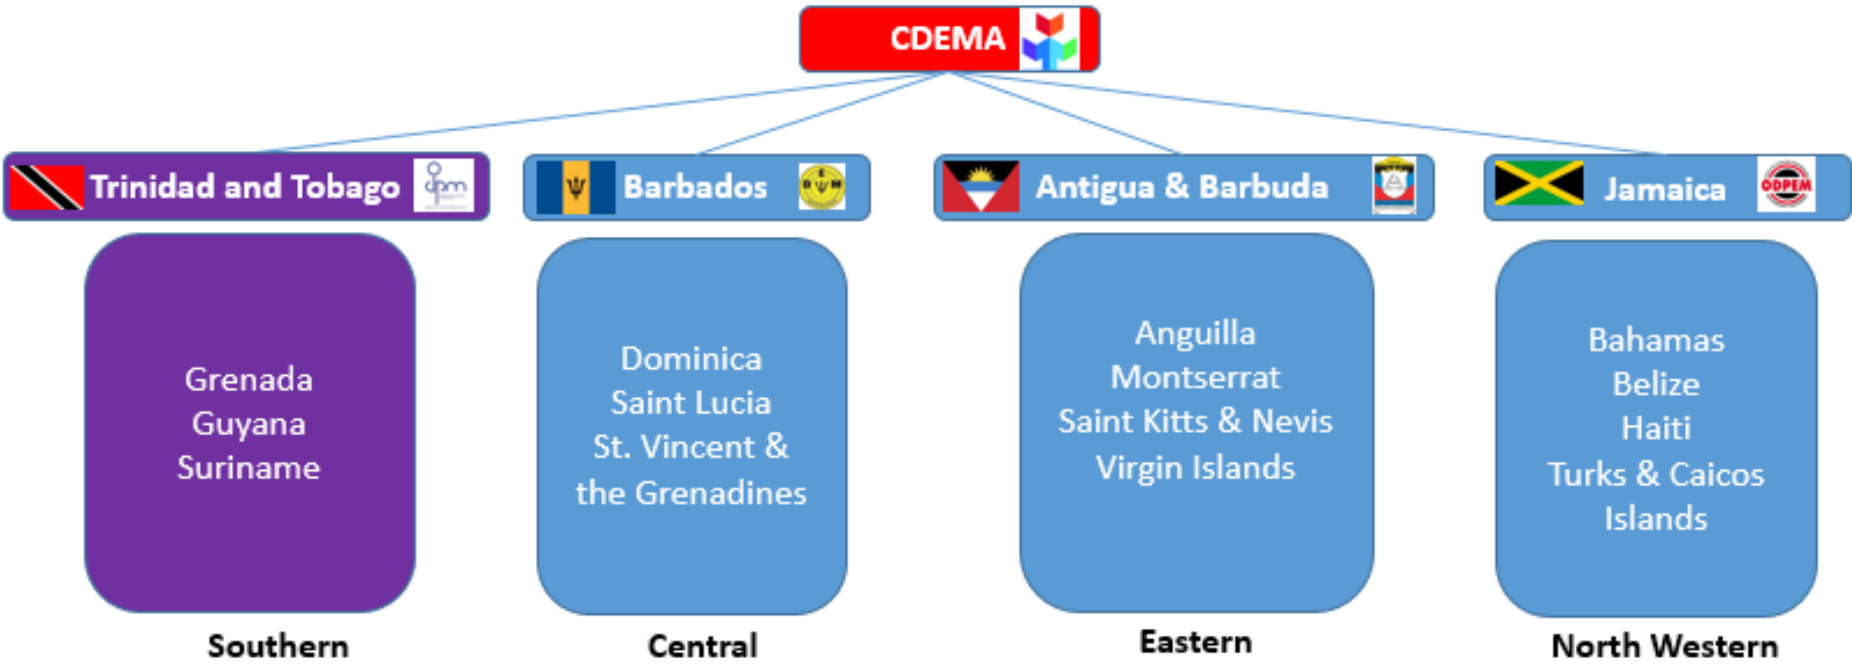 CDEMA
Trinidad and Tobago
Barbados
Antigua & Barbuda
Jamaica
ODPEM
Grenada
Guyana
Suriname
Dominica
Saint Lucia
St. Vincent &
the Grenadines
Anguilla
Montserrat
Saint Kitts & Nevis
Virgin Islands
Bahamas
Belize
Haiti
Turks & Caicos
Islands
Southern
Central
Eastern
North Western